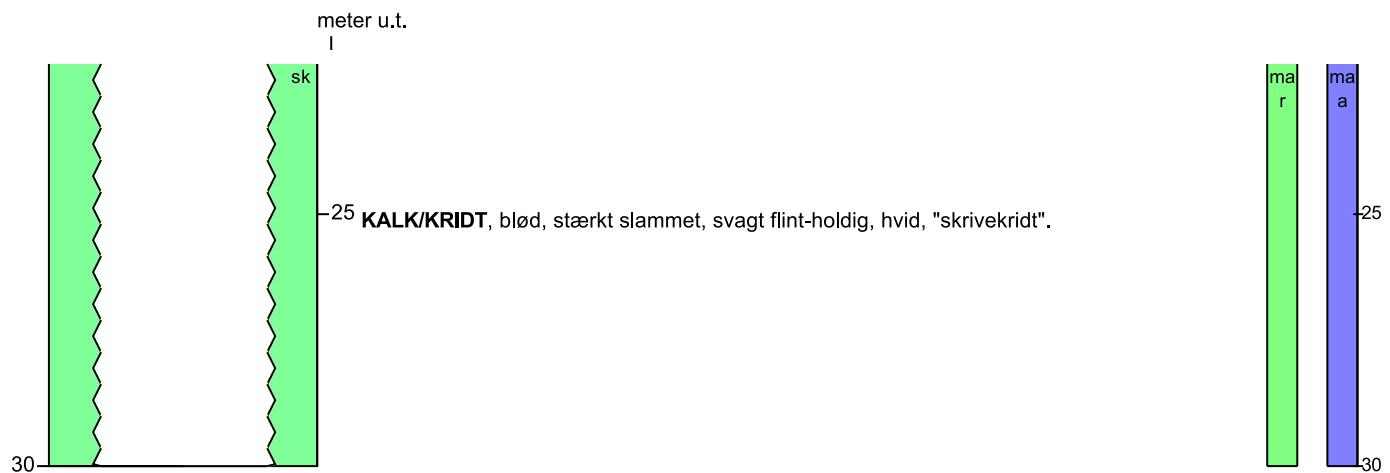 meter u.t.
sk
ma
r
ma
a
25 KALK/KRIDT, blød, stærkt slammet, svagt flint-holdig, hvid, "skrivekridt".
25
30
30